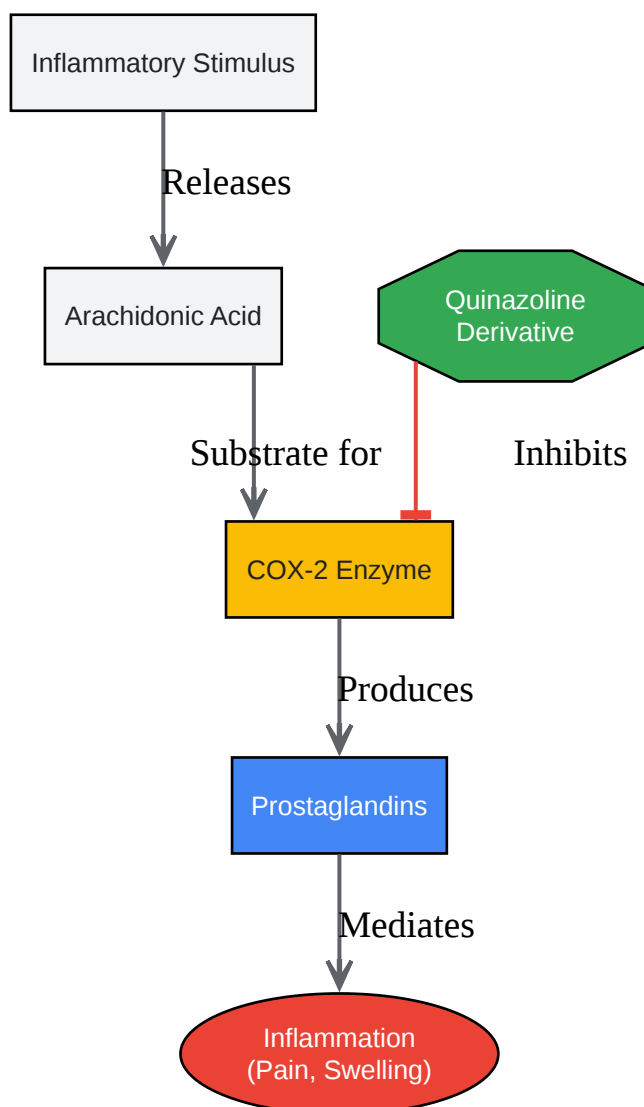 Inflammatory Stimulus
Releases
Arachidonic Acid
Quinazoline
Derivative
Substrate for
Inhibits
COX-2 Enzyme
Produces
Prostaglandins
Mediates
Inflammation
(Pain, Swelling)